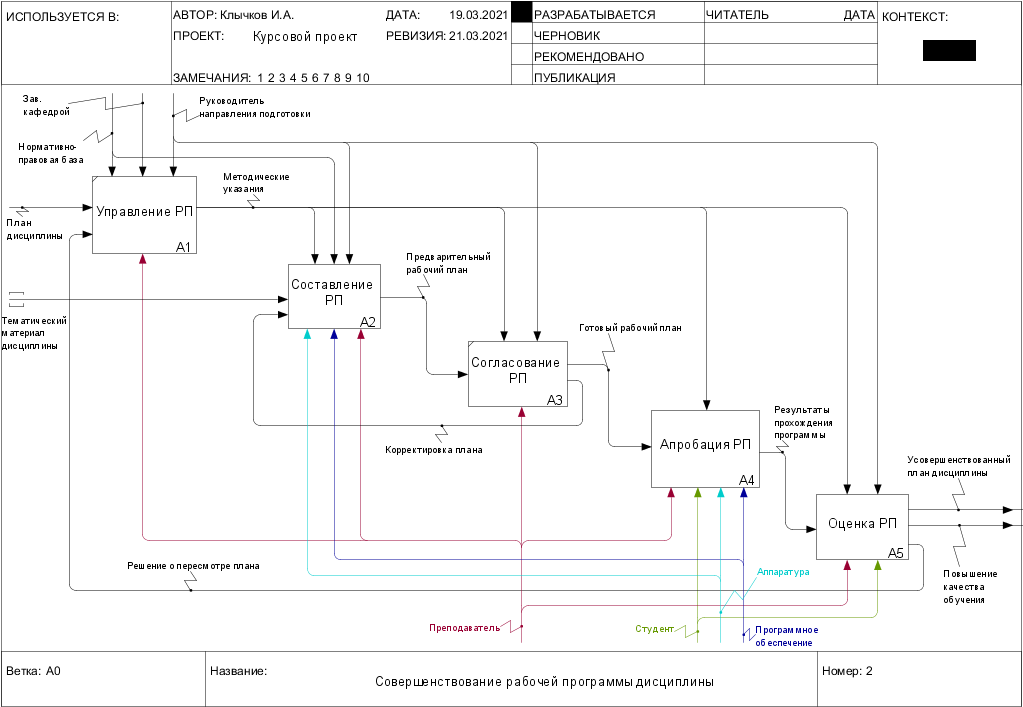 ИСПОЛЬЗУЕТСЯ В:
АВТОР: Клычков И.А.
ДАТА: 19.03.2021
ПРОЕКТ: Курсовой проект
РЕВИЗИЯ: 21.03.2021
ЗАМЕЧАНИЯ: 1 2 3 4 5 6 7 8 9 10
РАЗРАБАТЫВАЕТСЯ
ЧЕРНОВИК
РЕКОМЕНДОВАНО
ПУБЛИКАЦИЯ
ЧИТАТЕЛЬ
ДАТА
КОНТЕКСТ:
Зав.
кафедрой
Руководитель
направления подготовки
Нормативно-
правовая база
Методические
указания
Управление РП
A1
План
дисциплины
Предварительный
рабочий план
Составление
РП
A2
Тематический
материал
дисциплины
Готовый рабочий план
Согласование
РП
A3
Корректировка плана
Результаты
прохождения
программы
Апробация РП
A4
Усовершенствованный
план дисциплины
Оценка РП
A5
Решение о пересмотре плана
Аппаратура
Повышение
качества
обучения
Преподаватель
Студент
Программное
обеспечение
Ветка: A0
Название:
Совершенствование рабочей программы дисциплины
Номер: 2